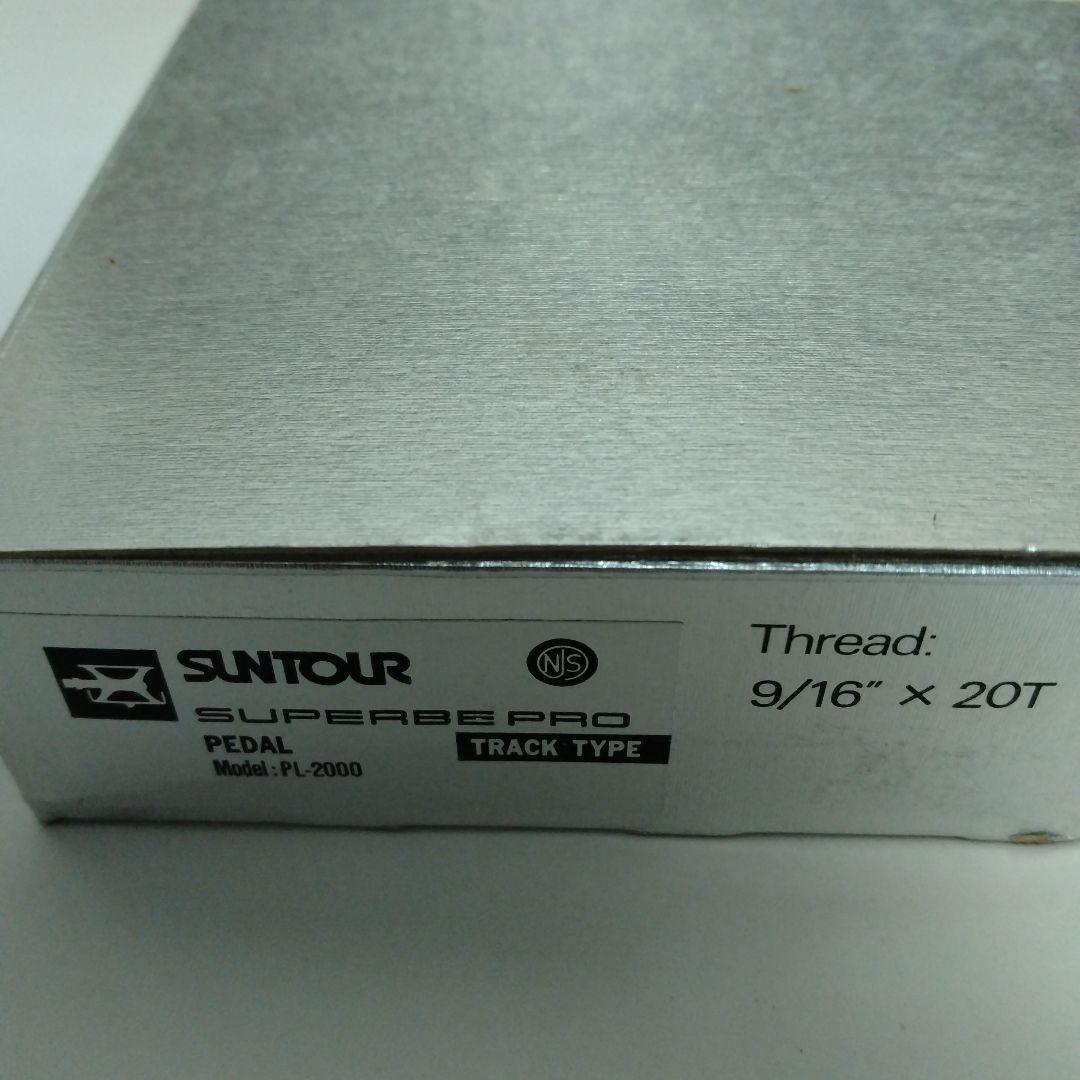 SUNTOUR
NJS
SUPERBE PRO
PEDAL
TRACK TYPE
Model: PL-2000
Thread:
9/16" × 20T